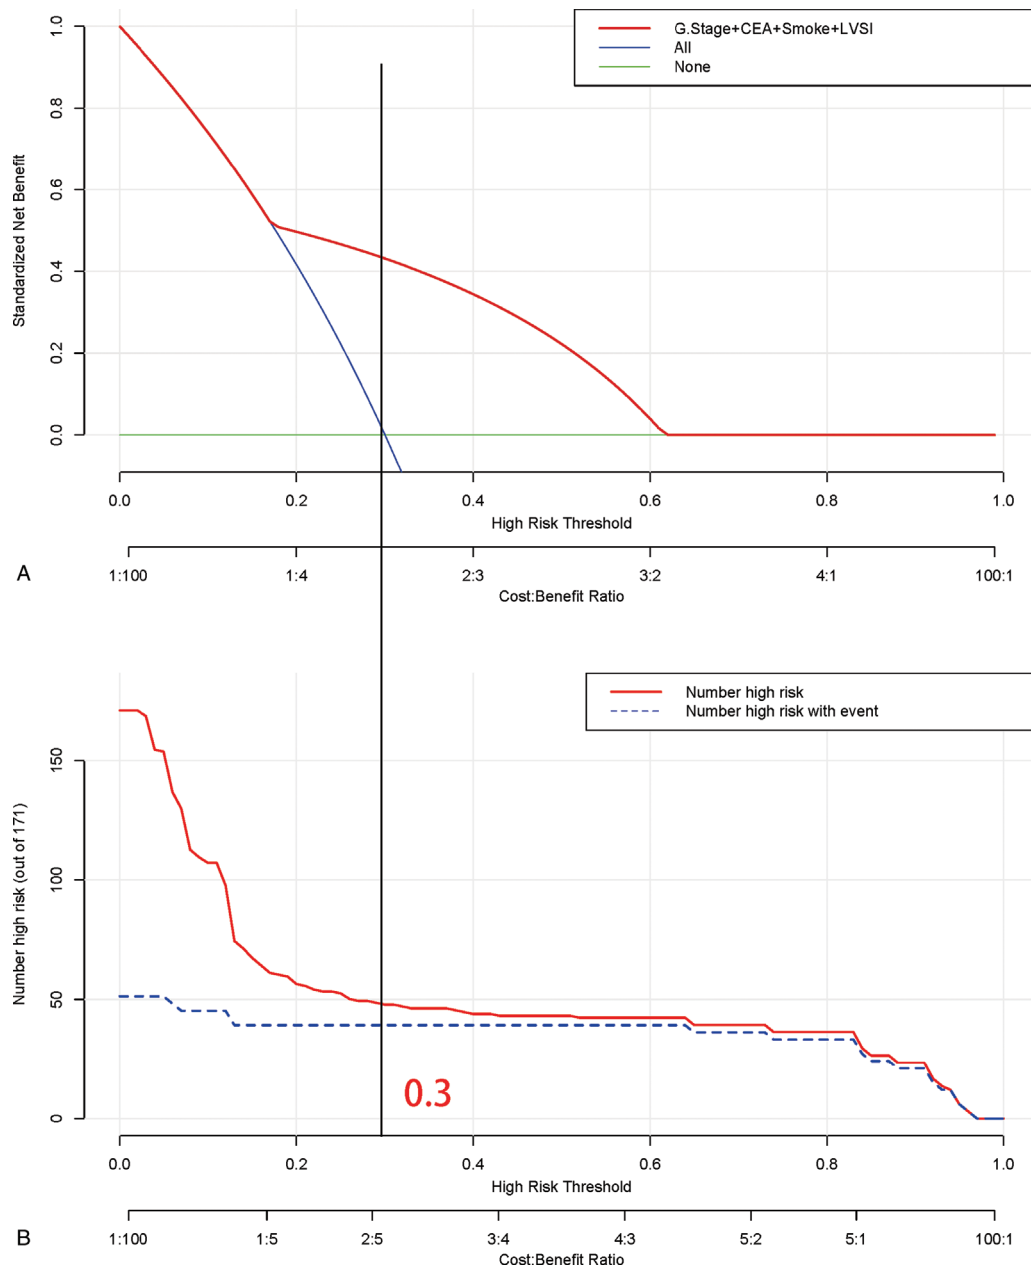 G.Stage+CEA+Smoke+LVSI
All
None
Standardized Net Benefit
1.0
0.8
0.6
0.4
0.2
0.0
0.0 0.2 0.4 0.6 0.8 1.0
High Risk Threshold
A
1:100 1:4 2:3 3:2 4:1 100:1
Cost:Benefit Ratio
Number high risk
Number high risk with event
Number high risk (out of 171)
150
100
50
0
0.3
0.0 0.2 0.4 0.6 0.8 1.0
High Risk Threshold
B
1:100 1:5 2:5 3:4 4:3 5:2 5:1 100:1
Cost:Benefit Ratio